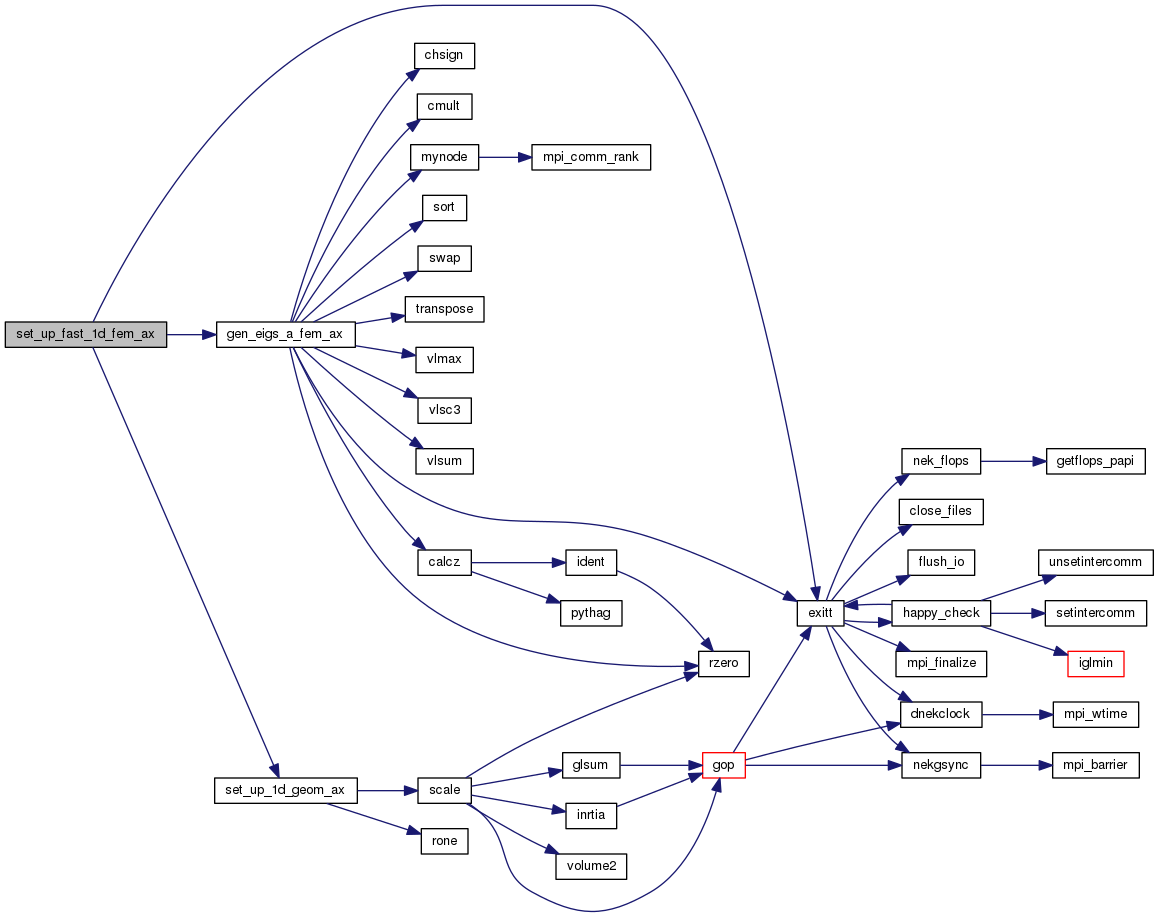 chsign
cmult
mynode
mpi_comm_rank
sort
swap
transpose
set_up_fast_1d_fem_ax
gen_eigs_a_fem_ax
vlmax
vlsc3
vlsum
nek_flops
getflops_papi
close_files
calcz
ident
flush_io
unsetintercomm
pythag
exitt
happy_check
setintercomm
rzero
mpi_finalize
iglmin
dnekclock
mpi_wtime
glsum
gop
nekgsync
mpi_barrier
set_up_1d_geom_ax
scale
inrtia
rone
volume2